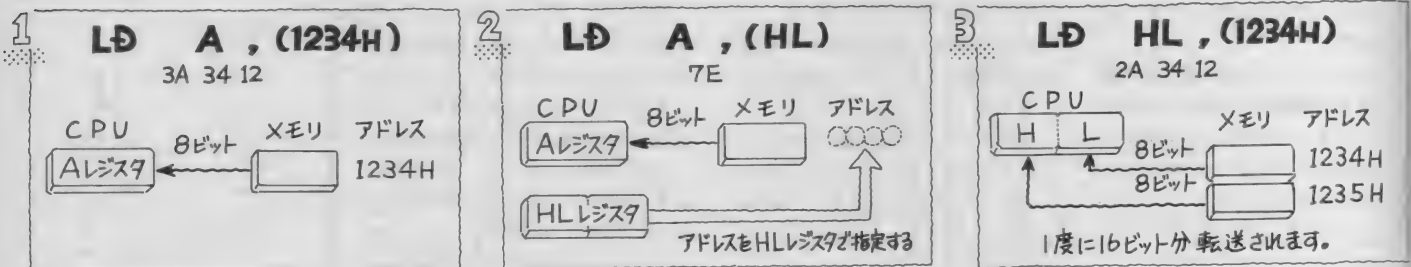 1
LD A , (1234H)
3A 34 12
CPU
8ビット
メモリ
アドレス
Aレジスタ
1234H
2
LD A , (HL)
7E
CPU
8ビット
メモリ
アドレス
Aレジスタ
HLレジスタ
アドレスをHLレジスタで指定する
3
LD HL , (1234H)
2A 34 12
CPU
H L
メモリ
アドレス
8ビット
1234H
8ビット
1235H
1度に16ビット分転送されます。